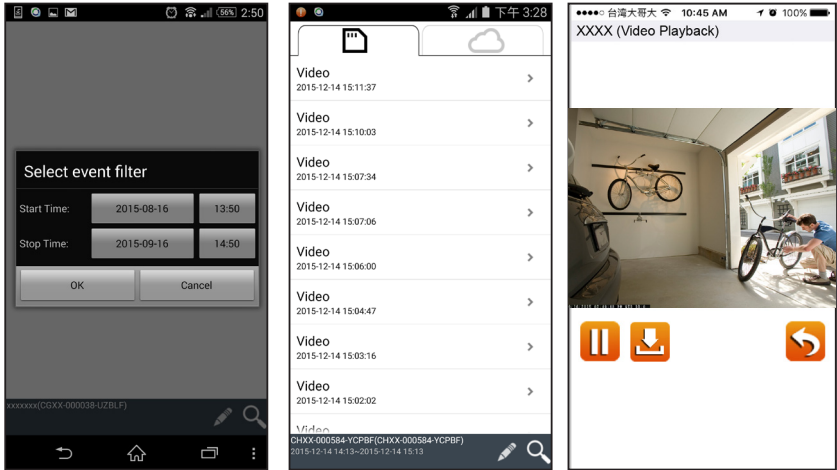 56% 2:50
Select event filter
Start Time: 2015-08-16 13:50
Stop Time: 2015-09-16 14:50
OK Cancel
xxxxxxx(CGXX-000038-UZBLF)
下午 3:28
Video
2015-12-14 15:11:37
Video
2015-12-14 15:10:03
Video
2015-12-14 15:07:34
Video
2015-12-14 15:07:06
Video
2015-12-14 15:06:00
Video
2015-12-14 15:04:47
Video
2015-12-14 15:03:16
Video
2015-12-14 15:02:02
Video
CHXX-000584-YCPBF(CHXX-000584-YCPBF)
2015-12-14 14:13~2015-12-14 15:13
台湾大哥大 10:45 AM 100%
XXXX (Video Playback)